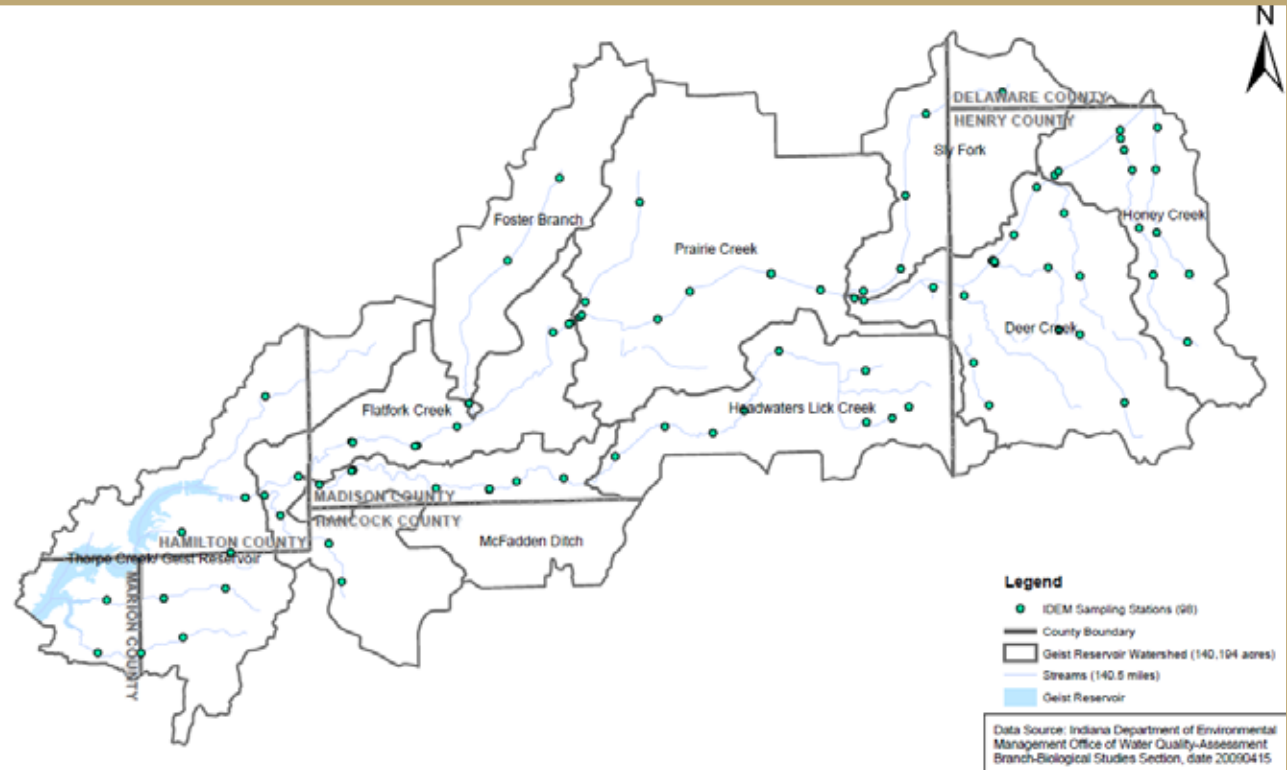 N
DELAWARE COUNTY
HENRY COUNTY
Sly Fork
Foster Branch
Honey Creek
Prairie Creek
Deer Creek
Flatfork Creek
Headwaters Lick Creek
MADISON COUNTY
HANCOCK COUNTY
HAMILTON COUNTY
McFadden Ditch
Thorpe Creek/ Geist Reservoir
MARION COUNTY
Legend
IDEM Sampling Stations (98)
County Boundary
Geist Reservoir Watershed (140,194 acres)
Streams (140.5 miles)
Geist Reservoir
Data Source: Indiana Department of Environmental
Management Office of Water Quality-Assessment
Branch-Biological Studies Section, date 20090415